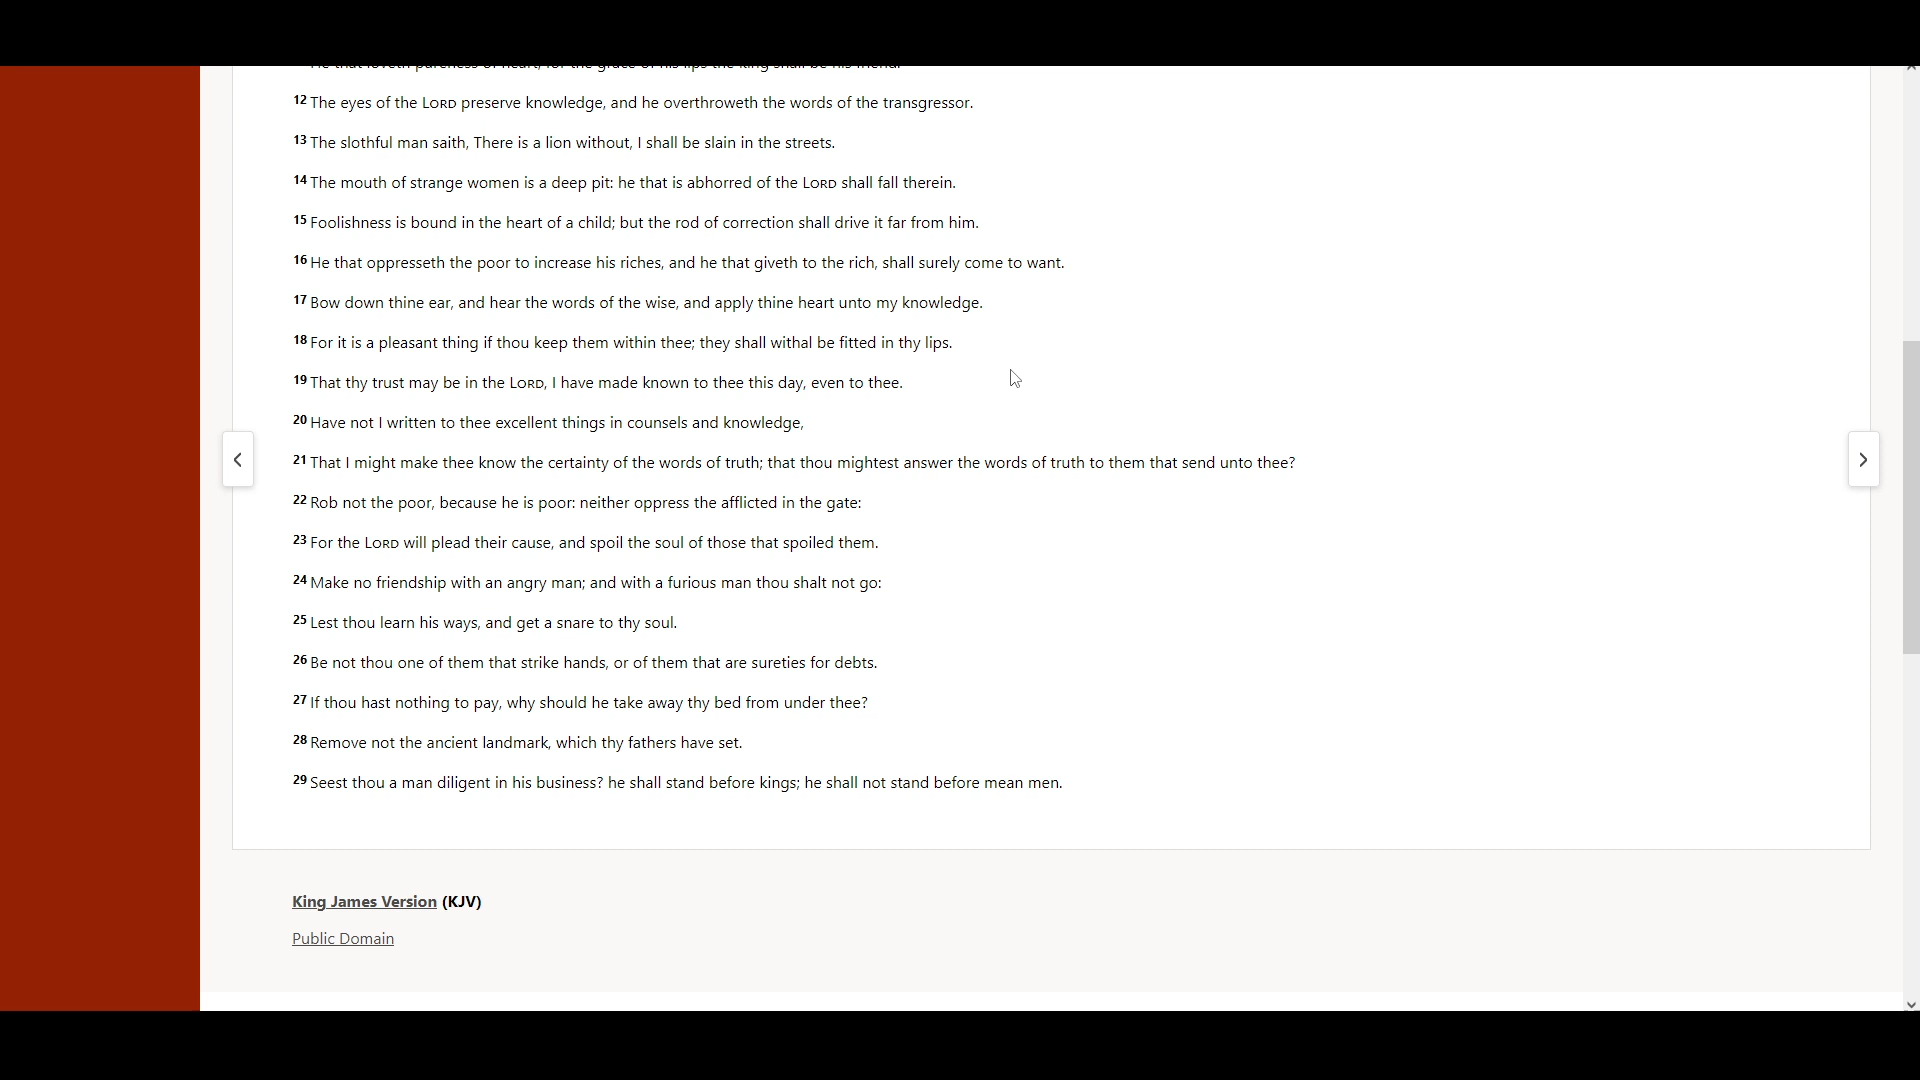 12 The eyes of the LORD preserve knowledge, and he overthroweth the words of the transgressor.
13 The slothful man saith, There is a lion without, I shall be slain in the streets.
14 The mouth of strange women is a deep pit: he that is abhorred of the LORD shall fall therein.
15 Foolishness is bound in the heart of a child; but the rod of correction shall drive it far from him.
16 He that oppresseth the poor to increase his riches, and he that giveth to the rich, shall surely come to want.
17 Bow down thine ear, and hear the words of the wise, and apply thine heart unto my knowledge.
18 For it is a pleasant thing if thou keep them within thee; they shall withal be fitted in thy lips.
19 That thy trust may be in the LORD, I have made known to thee this day, even to thee.
20 Have not I written to thee excellent things in counsels and knowledge,
21 That I might make thee know the certainty of the words of truth; that thou mightest answer the words of truth to them that send unto thee?
22 Rob not the poor, because he is poor: neither oppress the afflicted in the gate:
23 For the LORD will plead their cause, and spoil the soul of those that spoiled them.
24 Make no friendship with an angry man; and with a furious man thou shalt not go:
25 Lest thou learn his ways, and get a snare to thy soul.
26 Be not thou one of them that strike hands, or of them that are sureties for debts.
27 If thou hast nothing to pay, why should he take away thy bed from under thee?
28 Remove not the ancient landmark, which thy fathers have set.
29 Seest thou a man diligent in his business? he shall stand before kings; he shall not stand before mean men.
King James Version (KJV)
Public Domain